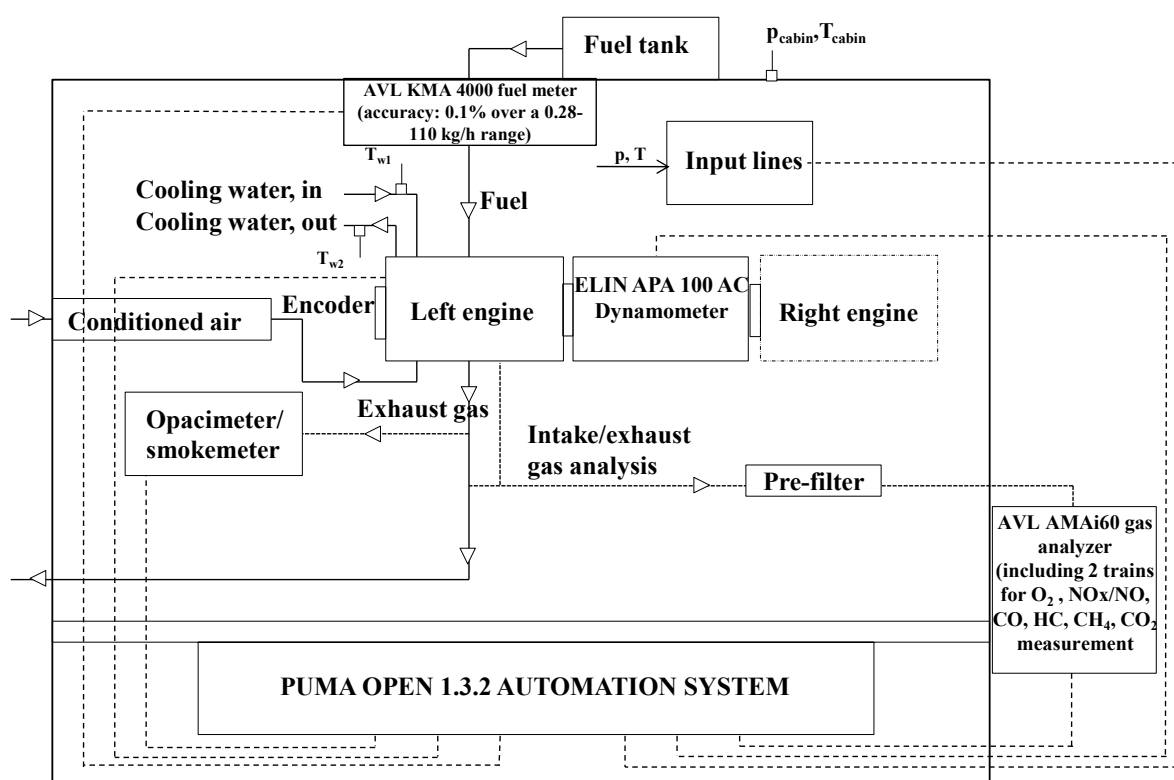 Fuel tank
p_cabin,T_cabin
AVL KMA 4000 fuel meter
(accuracy: 0.1% over a 0.28-
110 kg/h range)
T_w1
p, T
Input lines
Cooling water, in
Cooling water, out
Fuel
T_w2
Encoder
Left engine
ELIN APA 100 AC
Dynamometer
Right engine
Conditioned air
Exhaust gas
Opacimeter/
smokemeter
Intake/exhaust
gas analysis
Pre-filter
AVL AMAi60 gas
analyzer
(including 2 trains
for O₂ , NOx/NO,
CO, HC, CH₄, CO₂
measurement
PUMA OPEN 1.3.2 AUTOMATION SYSTEM